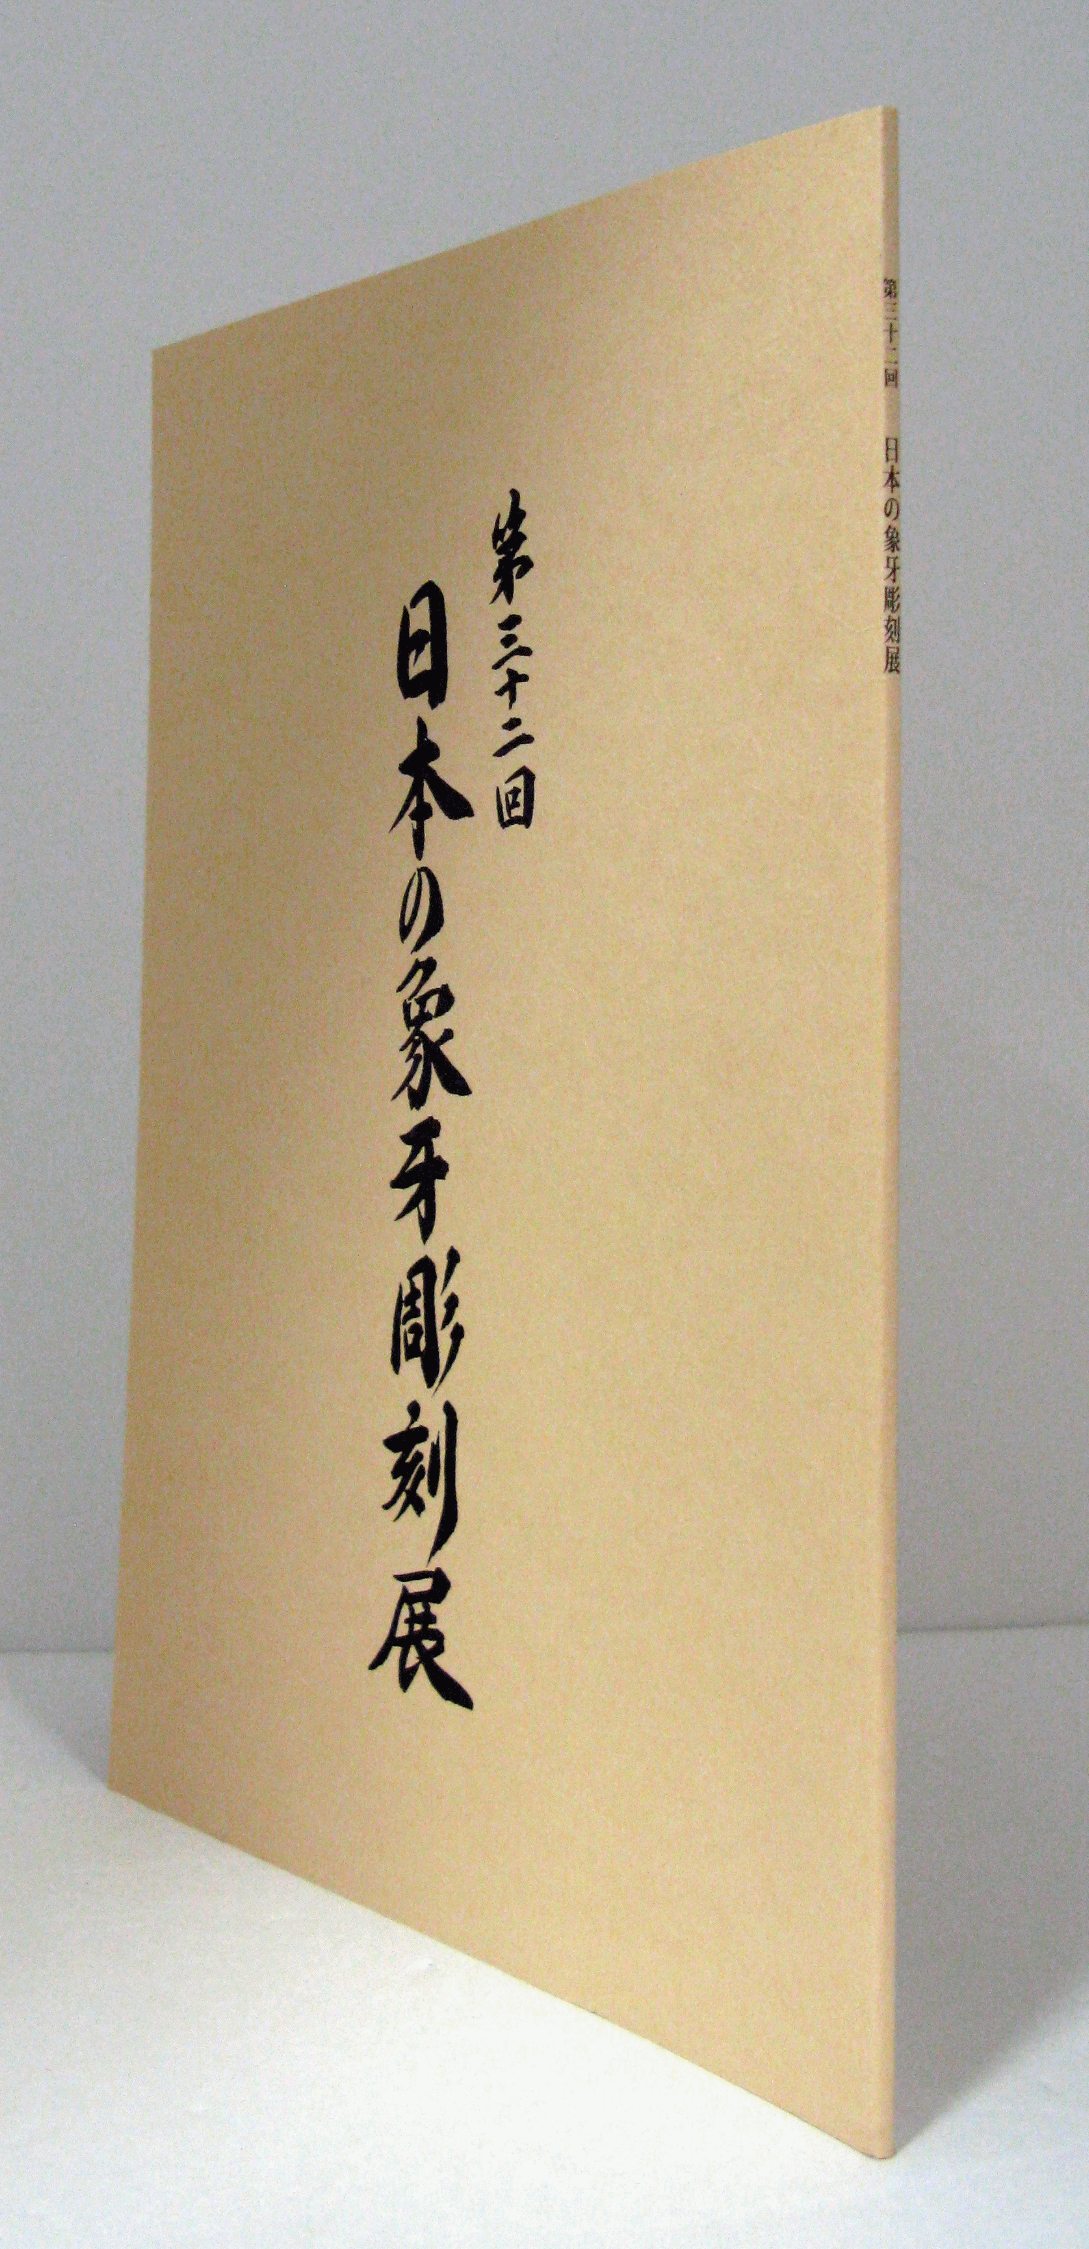 第三十二回
日本の象牙彫刻展
第三十二回 日本の象牙彫刻展